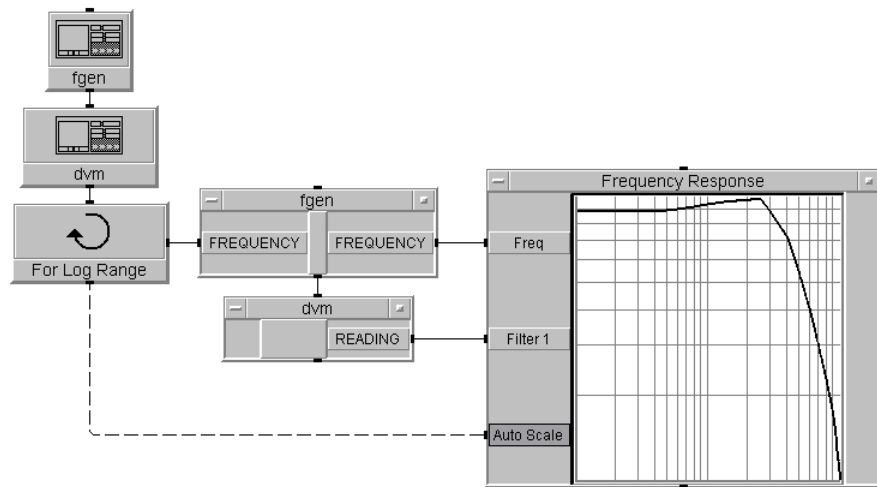 fgen
dvm
For Log Range
fgen
FREQUENCY FREQUENCY
dvm
READING
Frequency Response
Freq
Filter 1
Auto Scale